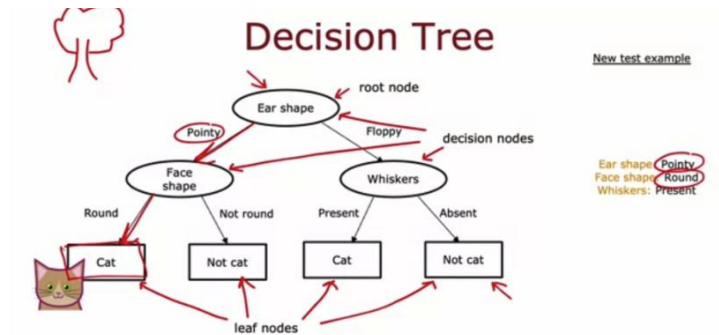 Decision Tree
New test example
root node
Ear shape
Pointy
Floppy
decision nodes
Ear shape: Pointy
Face shape: Round
Whiskers: Present
Face
shape
Whiskers
Round
Not round
Present
Absent
Cat
Not cat
Cat
Not cat
leaf nodes